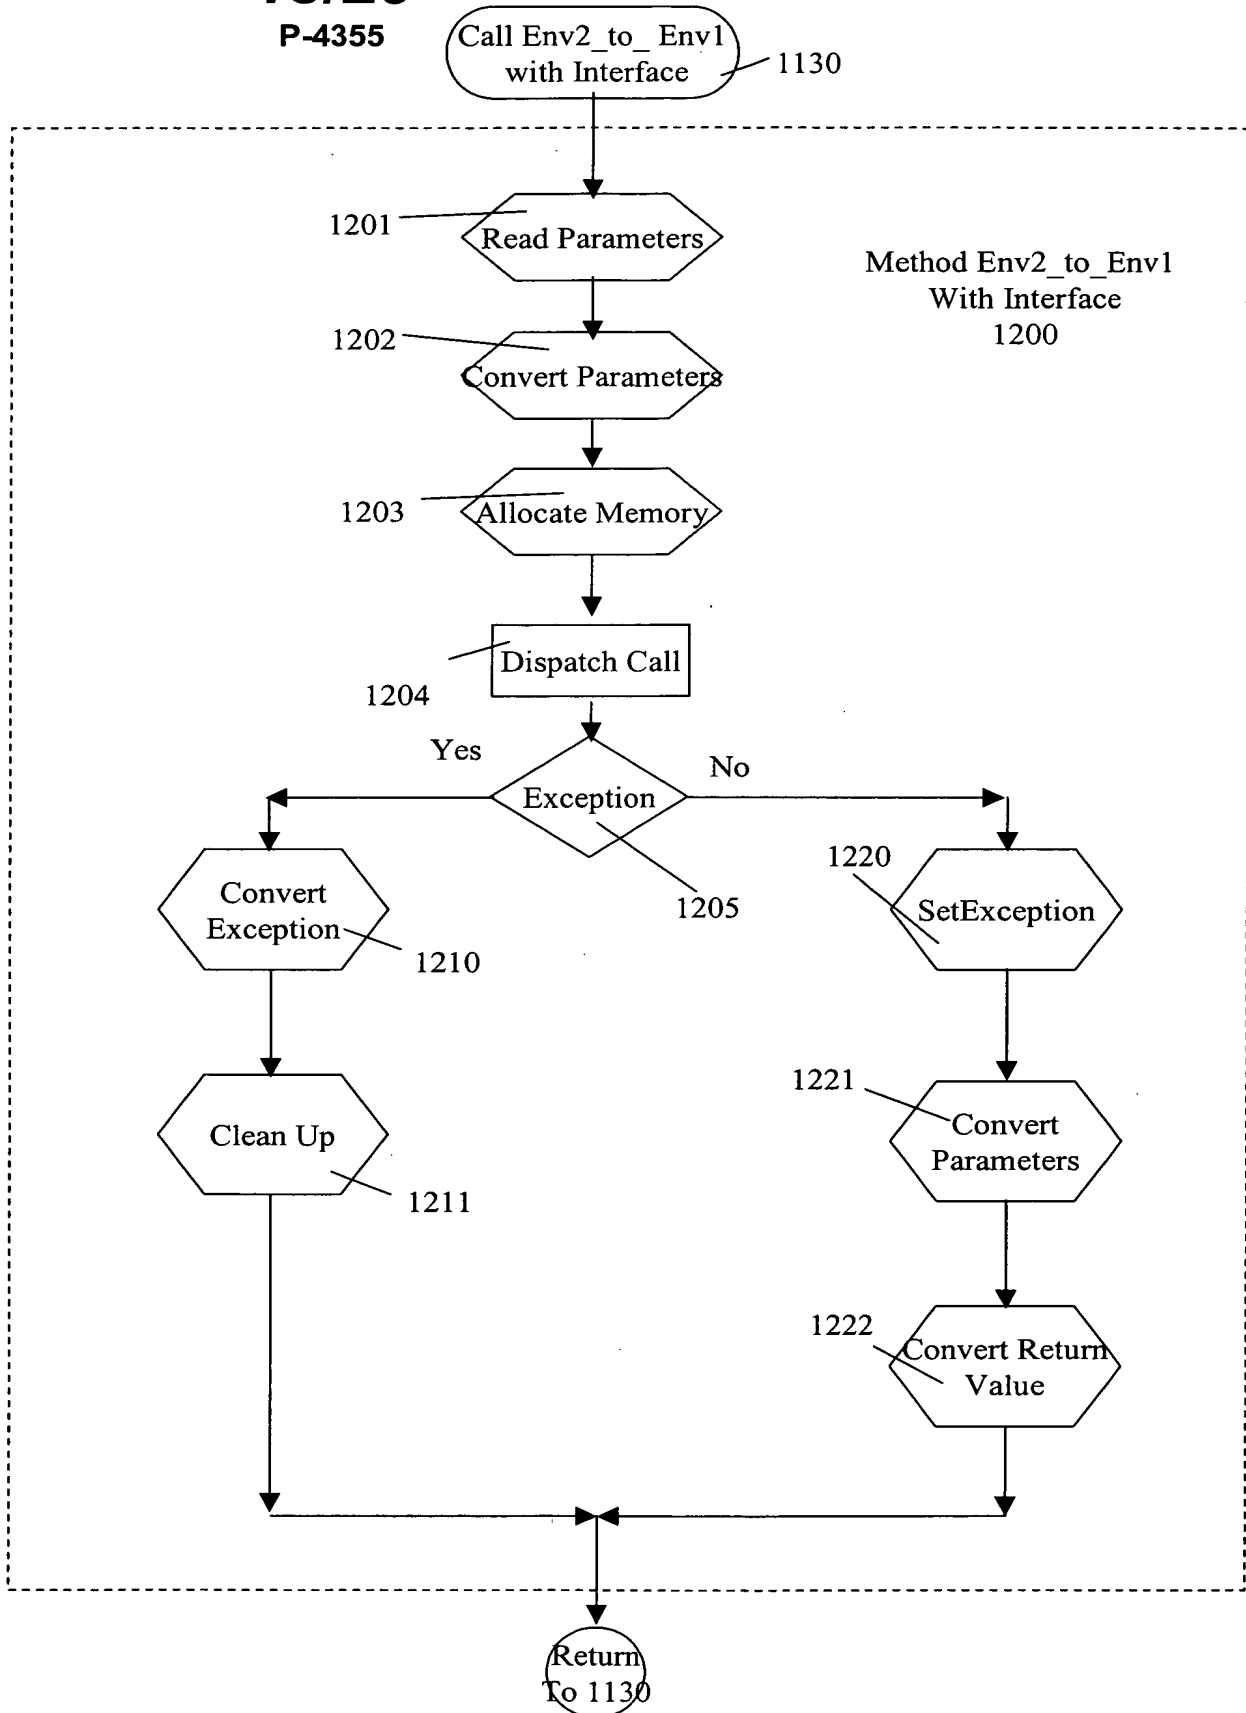 P-4355
Call Env2_to_ Env1
with Interface
1130
1201
Read Parameters
Method Env2_to_Env1
With Interface
1200
1202
Convert Parameters
1203
Allocate Memory
1204
Dispatch Call
Yes
No
Exception
1205
1220
Convert
Exception
1210
SetException
1221
Convert
Parameters
Clean Up
1211
1222
Convert Return
Value
Return
To 1130